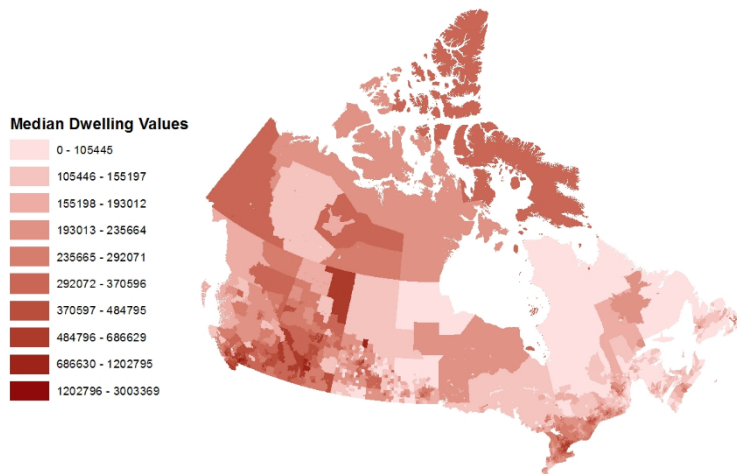 Median Dwelling Values
0 - 105445
105446 - 155197
155198 - 193012
193013 - 235664
235665 - 292071
292072 - 370596
370597 - 484795
484796 - 686629
686630 - 1202795
1202796 - 3003369